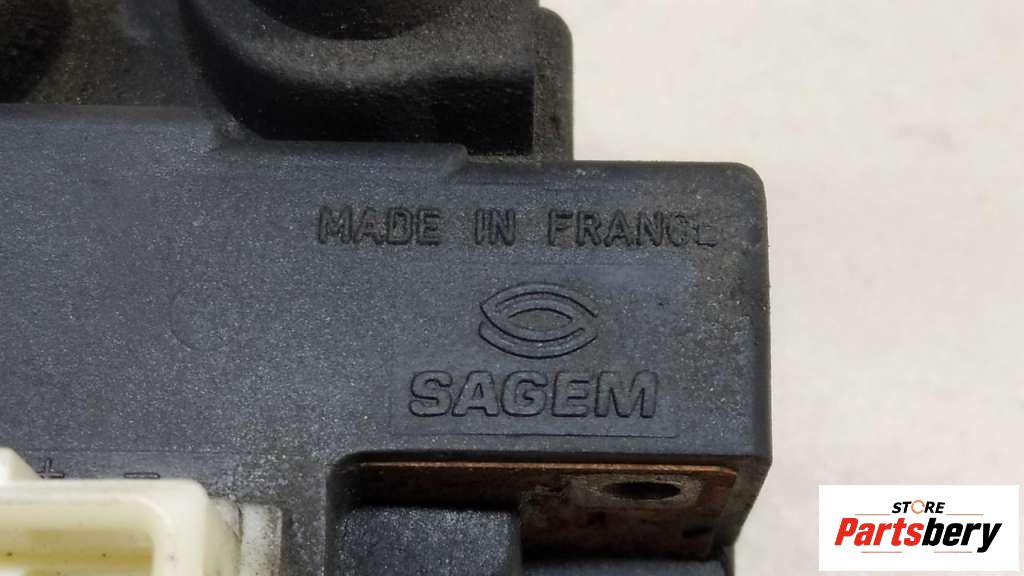 MADE IN FRANCE
SAGEM
+ -
STORE
Partsbery